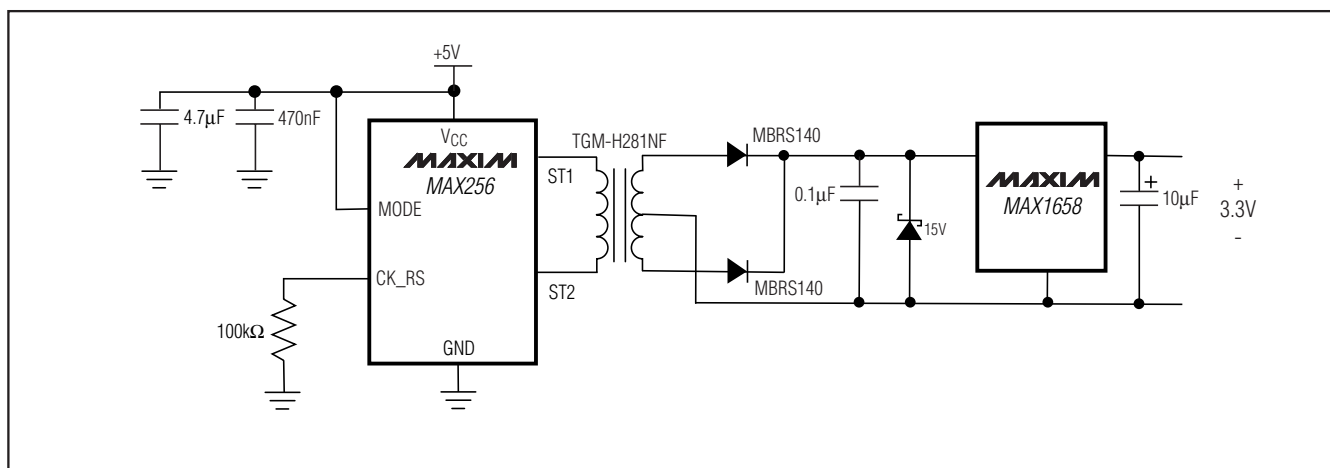 +5V
4.7µF
470nF
VCC
MAXIM
MAX256
MODE
CK_RS
GND
100kΩ
ST1
ST2
TGM-H281NF
MBRS140
MBRS140
0.1µF
15V
MAXIM
MAX1658
+
10µF
+
3.3V
-